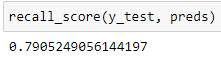 recall_score(y_test, preds)
0.7905249056144197